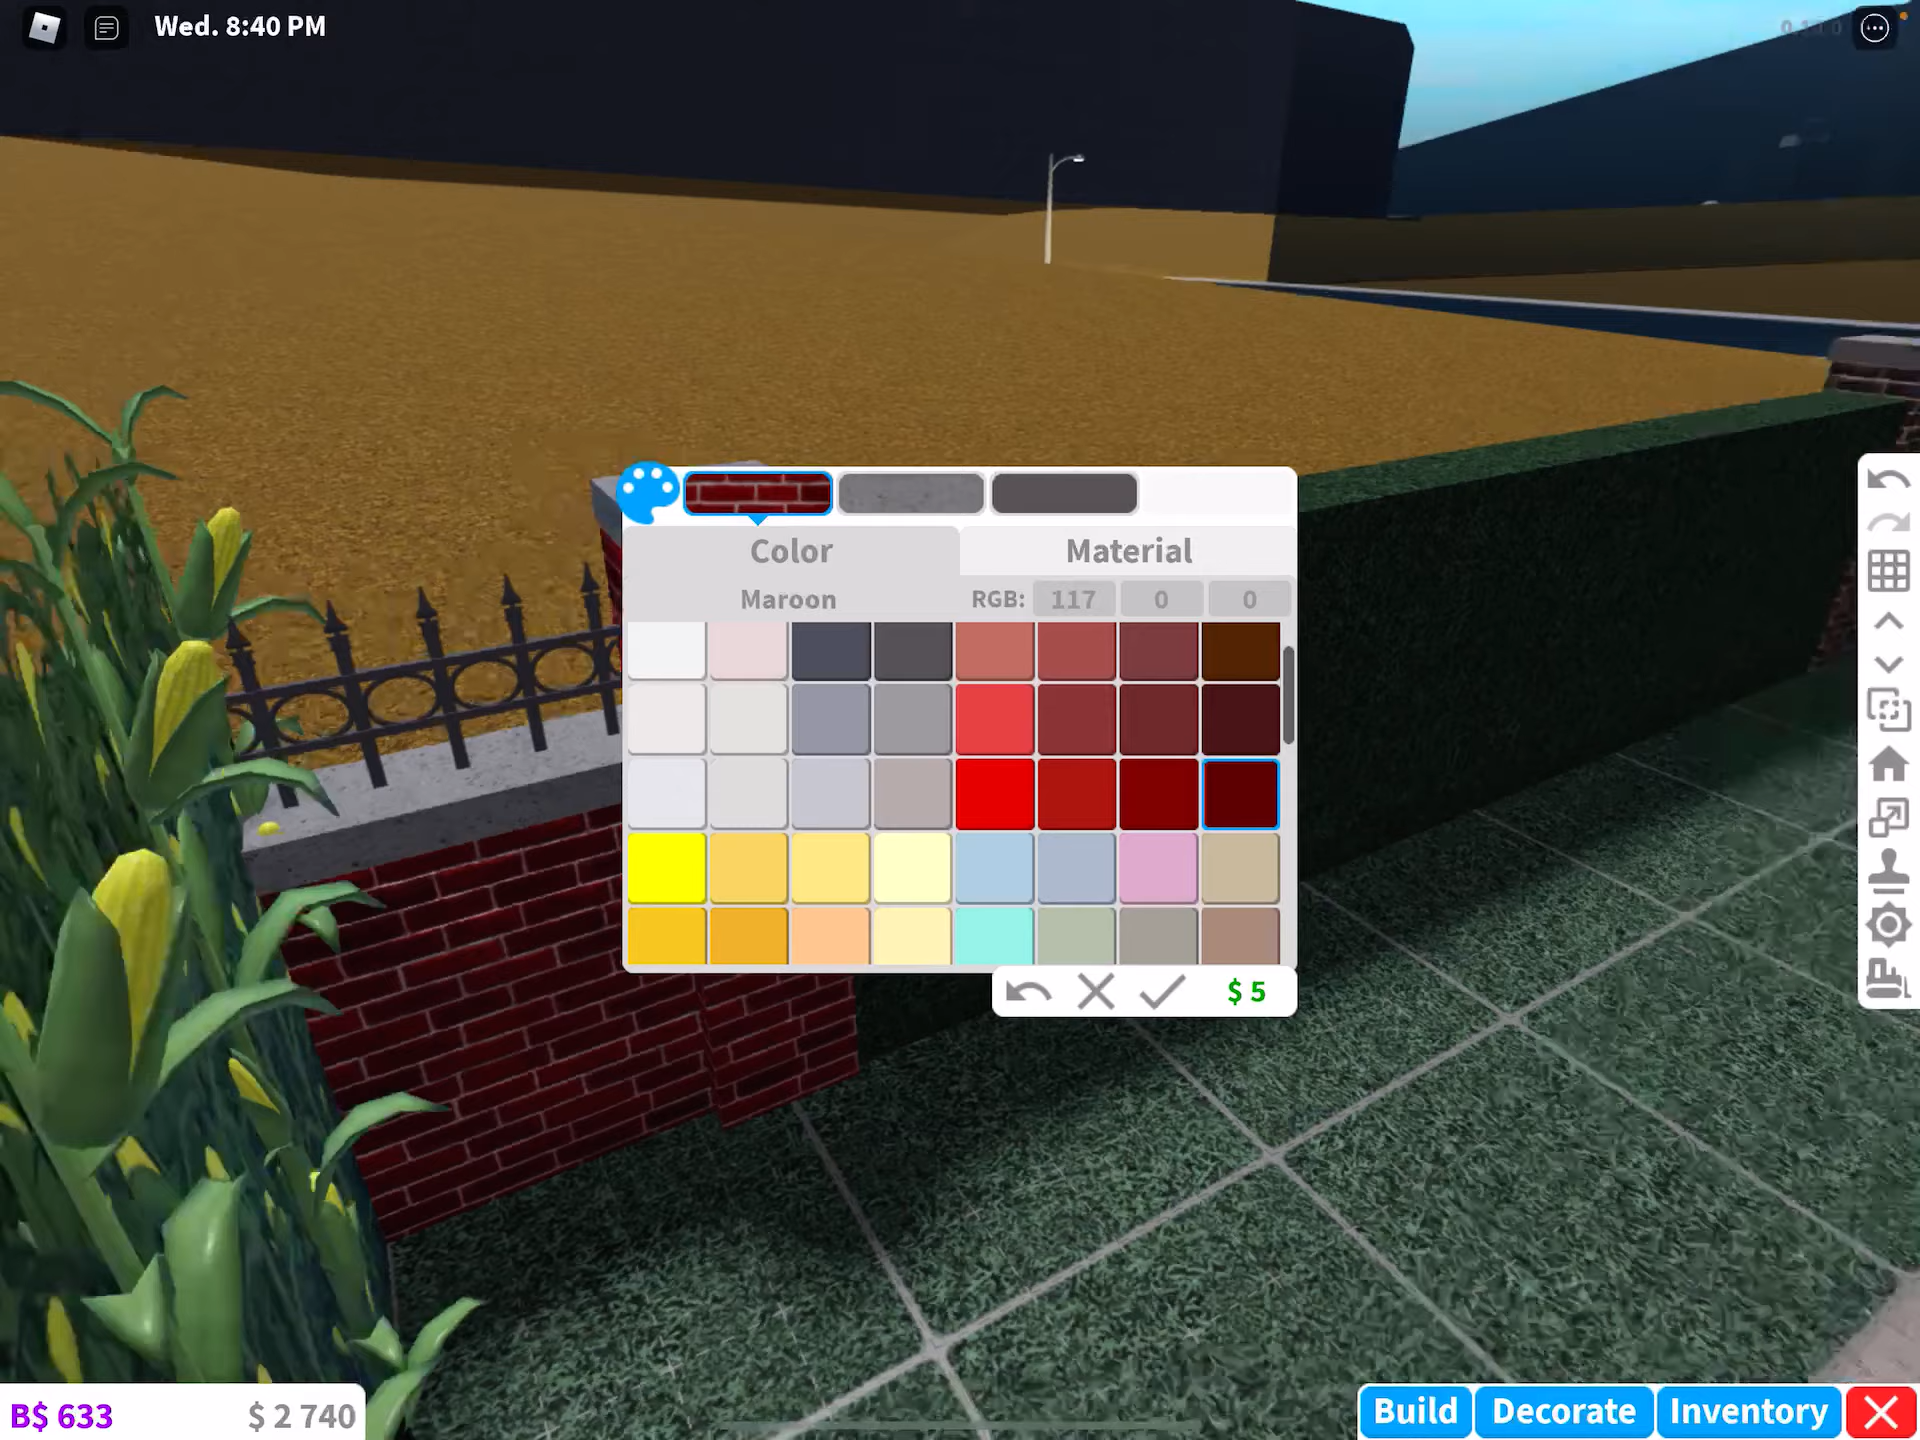 Wed. 8:40 PM
Color
Material
Maroon
RGB: 117 0 0
$ 5
B$ 633
$ 2 740
Build
Decorate
Inventory